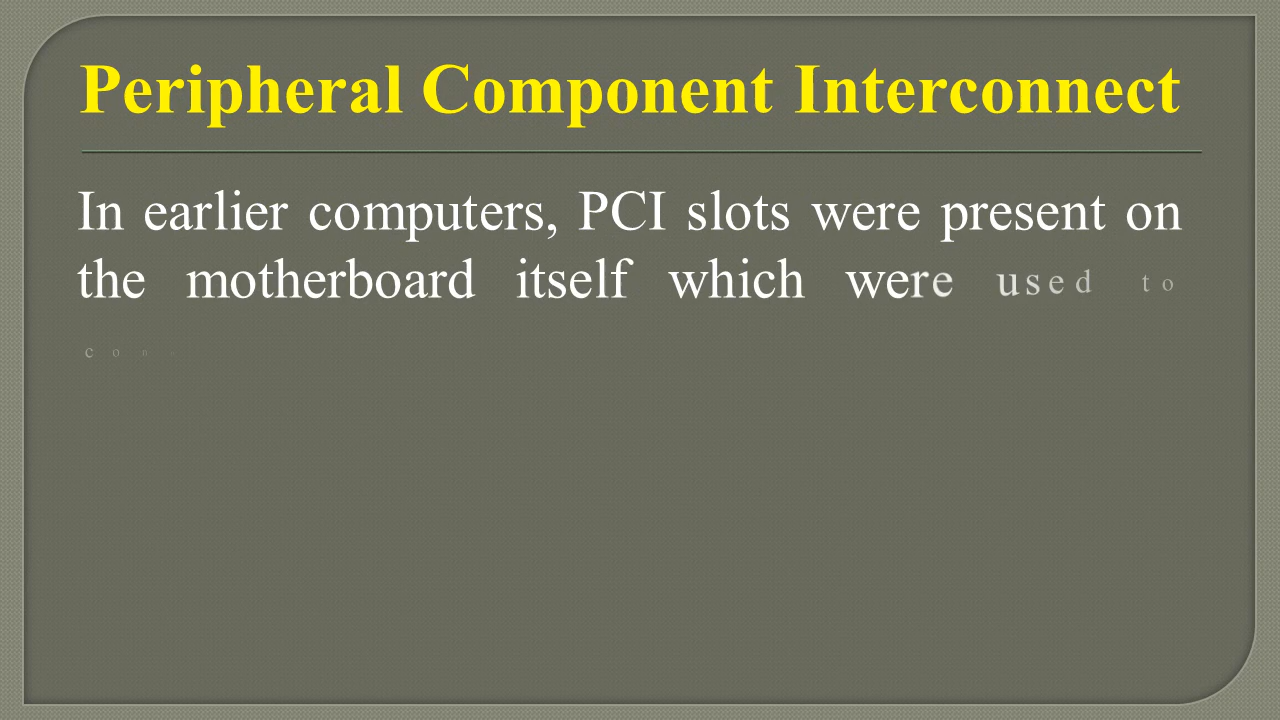 Peripheral Component Interconnect
In earlier computers, PCI slots were present on
the motherboard itself which were used to